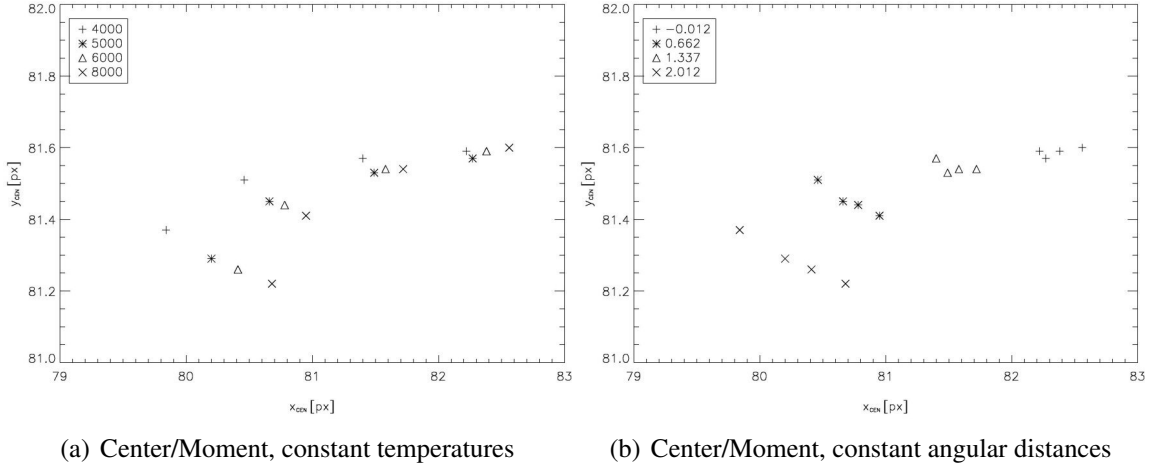 82.0
+ 4000
✳ 5000
△ 6000
× 8000
81.8
81.6
81.4
81.2
81.0
79 80 81 82 83
y_CEN [px]
x_CEN [px]
(a) Center/Moment, constant temperatures
82.0
+ −0.012
✳ 0.662
△ 1.337
× 2.012
81.8
81.6
81.4
81.2
81.0
79 80 81 82 83
y_CEN [px]
x_CEN [px]
(b) Center/Moment, constant angular distances